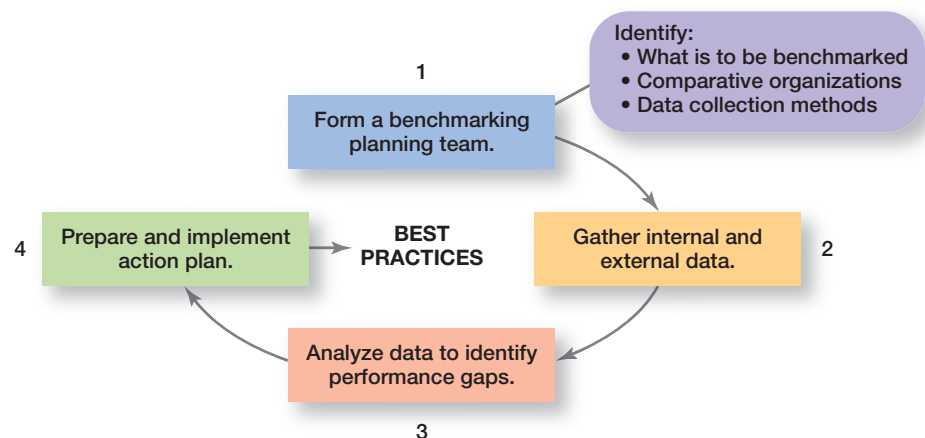 Identify:
• What is to be benchmarked
• Comparative organizations
• Data collection methods
1
Form a benchmarking
planning team.
Gather internal and
external data.
2
Analyze data to identify
performance gaps.
3
4
Prepare and implement
action plan.
BEST
PRACTICES